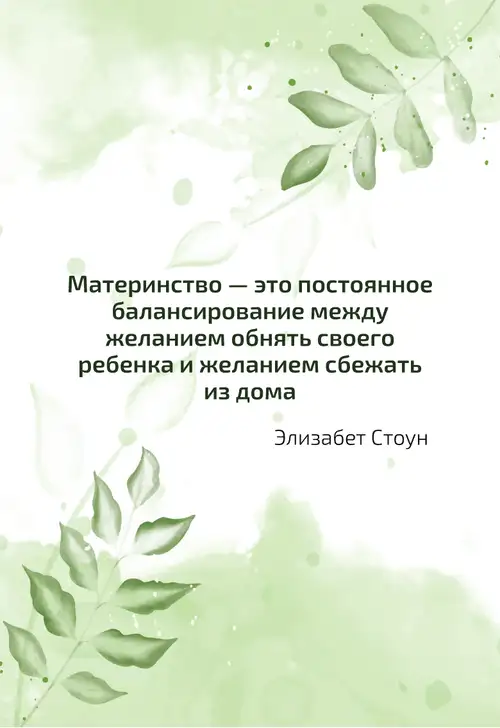 Материнство — это постоянное
балансирование между
желанием обнять своего
ребенка и желанием сбежать
из дома
Элизабет Стоун